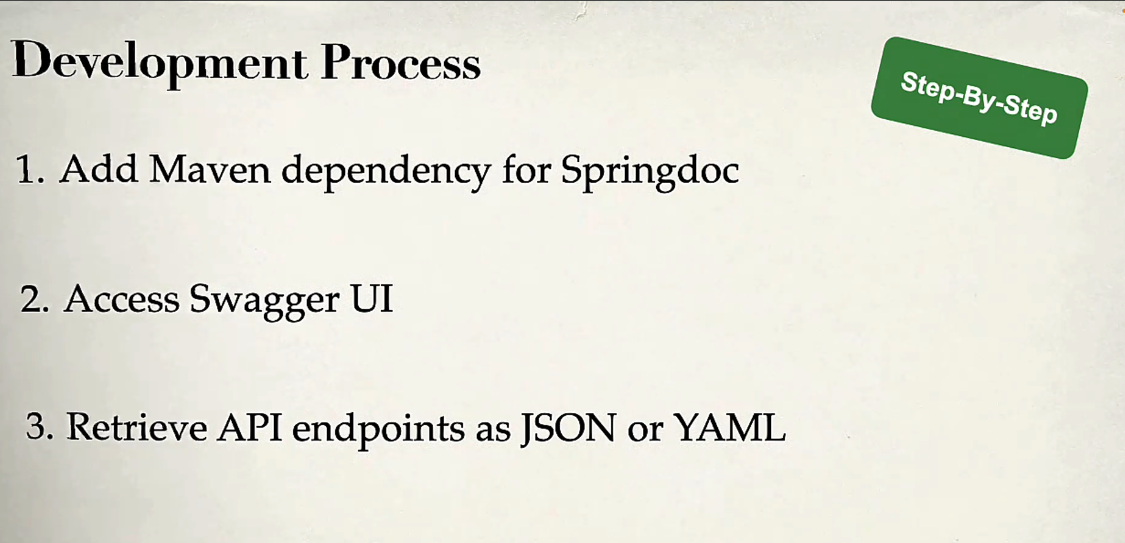 Development Process
Step-By-Step
1. Add Maven dependency for Springdoc
2. Access Swagger UI
3. Retrieve API endpoints as JSON or YAML